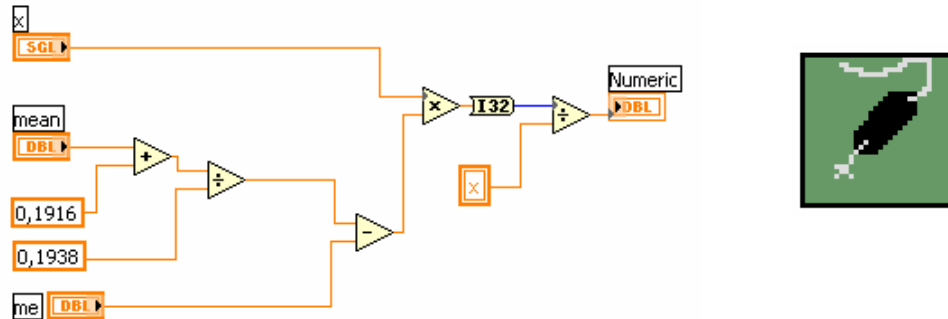 x
SGL
Numeric
I32
DBL
mean
DBL
x
0,1916
0,1938
me DBL